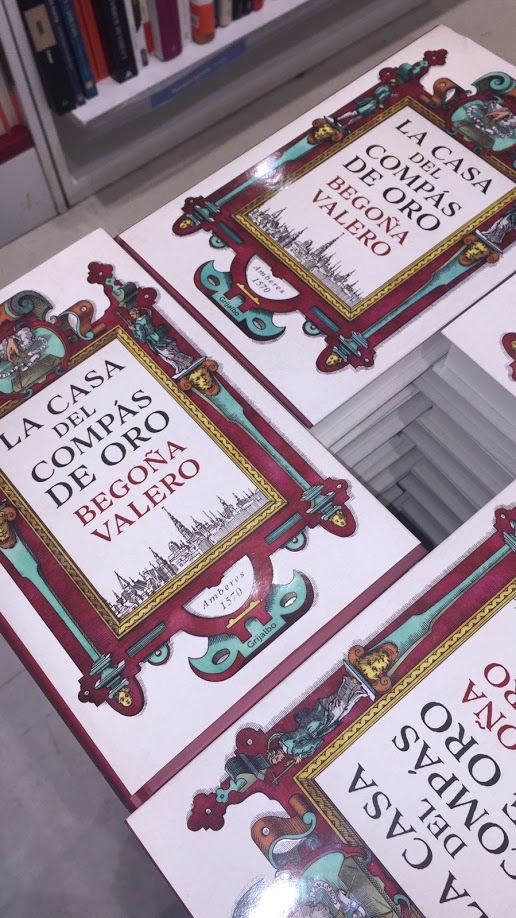 LA CASA
DEL
COMPÁS
DE ORO
BEGOÑA
VALERO
Amberes
1570
Grijalbo
LA CASA
DEL
COMPÁS
DE ORO
BEGOÑA
VALERO
Amberes
1570
Grijalbo
LA CASA
DEL
COMPÁS
DE ORO